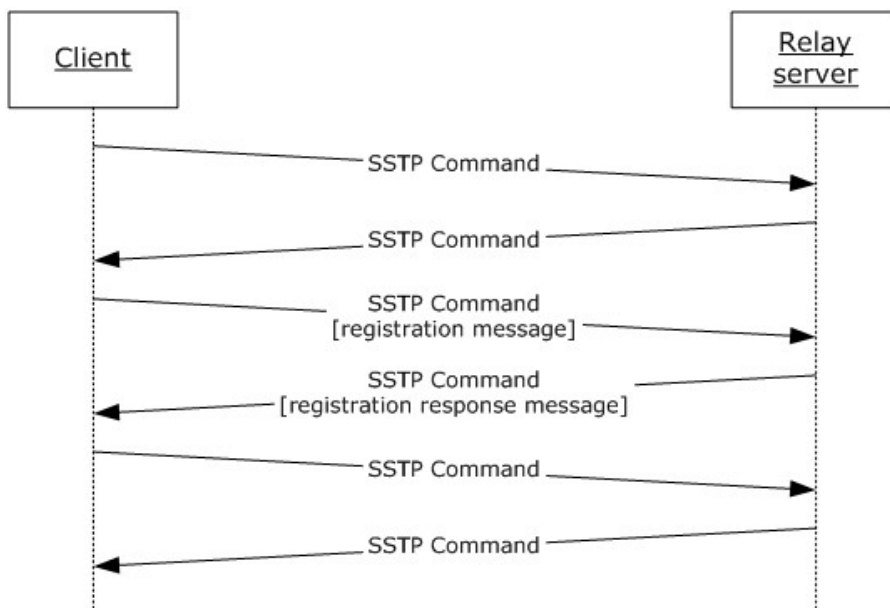 Client
Relay
server
SSTP Command
SSTP Command
SSTP Command
[registration message]
SSTP Command
[registration response message]
SSTP Command
SSTP Command